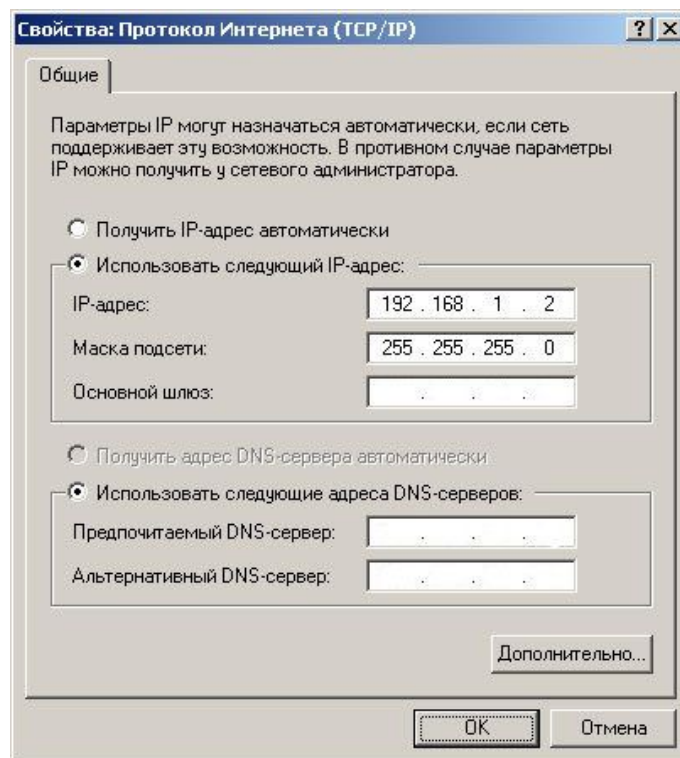 Свойства: Протокол Интернета (TCP/IP)
Общие
Параметры IP могут назначаться автоматически, если сеть
поддерживает эту возможность. В противном случае параметры
IP можно получить у сетевого администратора.
Получить IP-адрес автоматически
Использовать следующий IP-адрес:
IP-адрес: 192 . 168 . 1 . 2
Маска подсети: 255 . 255 . 255 . 0
Основной шлюз: . . .
Получить адрес DNS-сервера автоматически
Использовать следующие адреса DNS-серверов:
Предпочитаемый DNS-сервер: . . .
Альтернативный DNS-сервер: . . .
Дополнительно...
OK Отмена